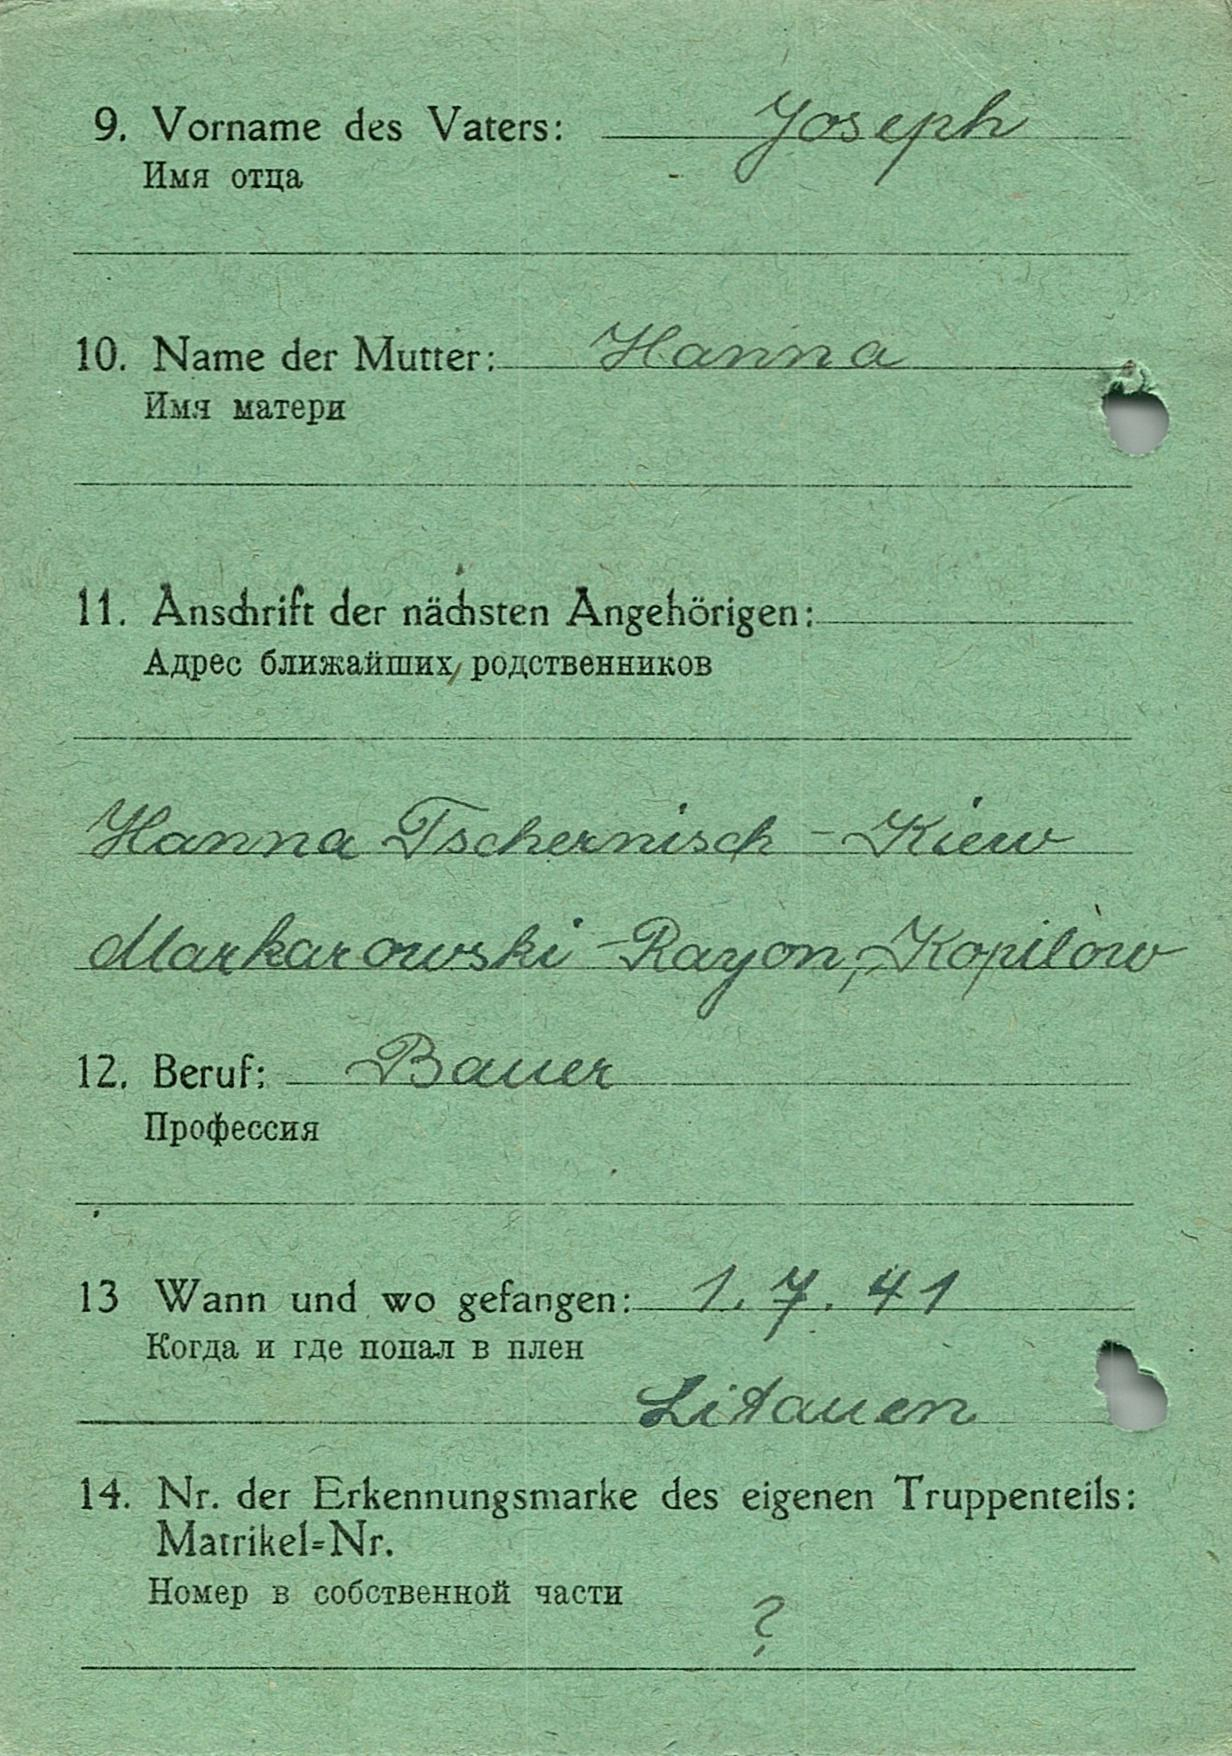 9. Vorname des Vaters: Joseph
Имя отца
10. Name der Mutter: Hanna
Имя матери
11. Anschrift der nächsten Angehörigen:
Адрес ближайших родственников
Hanna Tschernisch - Kiew
Markarowski - Rayon, Kopilow
12. Beruf: Bauer
Профессия
13 Wann und wo gefangen: 1. 7. 41
Когда и где попал в плен
Litauen
14. Nr. der Erkennungsmarke des eigenen Truppenteils:
Matrikel=Nr.
Номер в собственной части
?